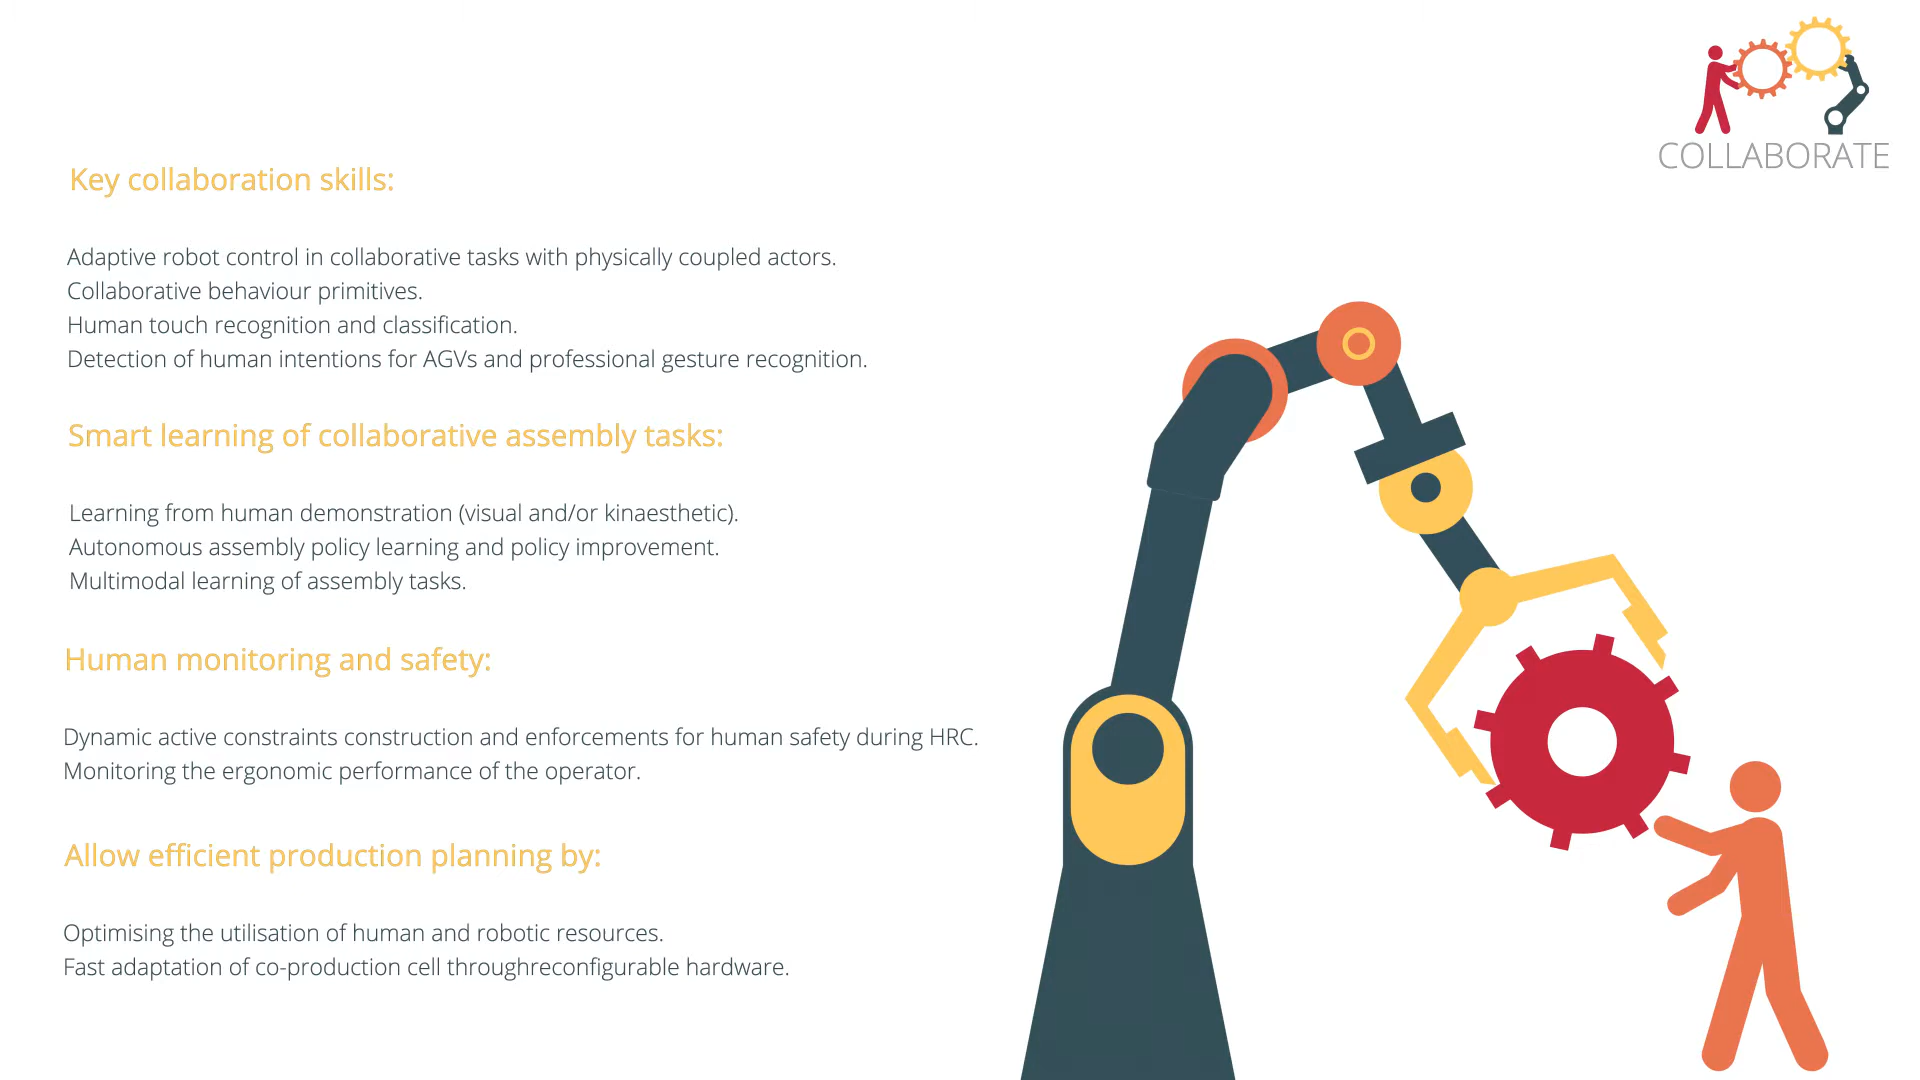 COLLABORATE
Key collaboration skills:
Adaptive robot control in collaborative tasks with physically coupled actors.
Collaborative behaviour primitives.
Human touch recognition and classification.
Detection of human intentions for AGVs and professional gesture recognition.
Smart learning of collaborative assembly tasks:
Learning from human demonstration (visual and/or kinaesthetic).
Autonomous assembly policy learning and policy improvement.
Multimodal learning of assembly tasks.
Human monitoring and safety:
Dynamic active constraints construction and enforcements for human safety during HRC.
Monitoring the ergonomic performance of the operator.
Allow efficient production planning by:
Optimising the utilisation of human and robotic resources.
Fast adaptation of co-production cell throughreconfigurable hardware.